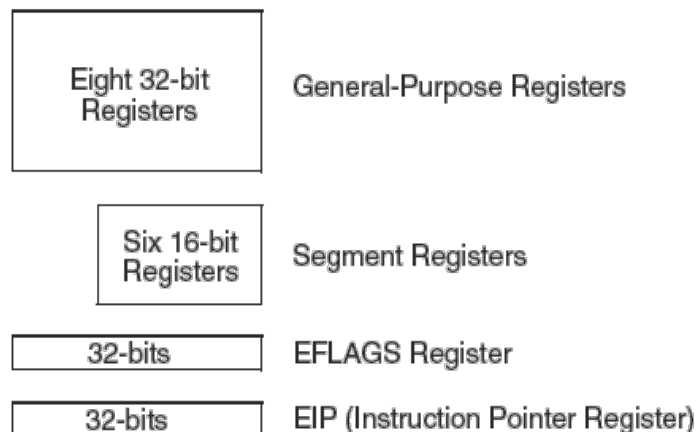 Eight 32-bit
Registers
General-Purpose Registers
Six 16-bit
Registers
Segment Registers
32-bits
EFLAGS Register
32-bits
EIP (Instruction Pointer Register)